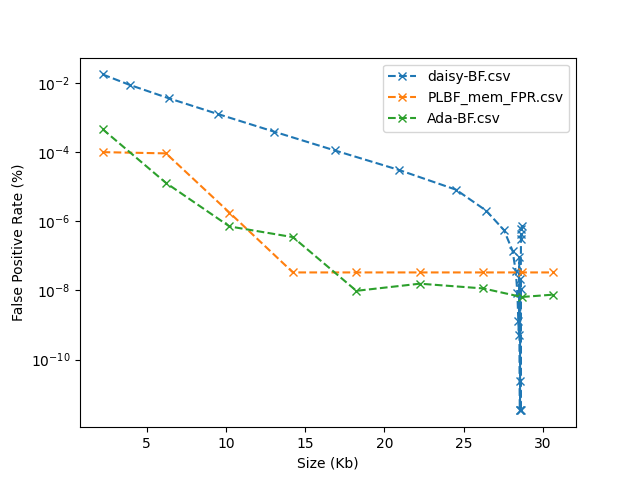 daisy-BF.csv
PLBF_mem_FPR.csv
Ada-BF.csv
False Positive Rate (%)
10⁻²
10⁻⁴
10⁻⁶
10⁻⁸
10⁻¹⁰
5 10 15 20 25 30
Size (Kb)